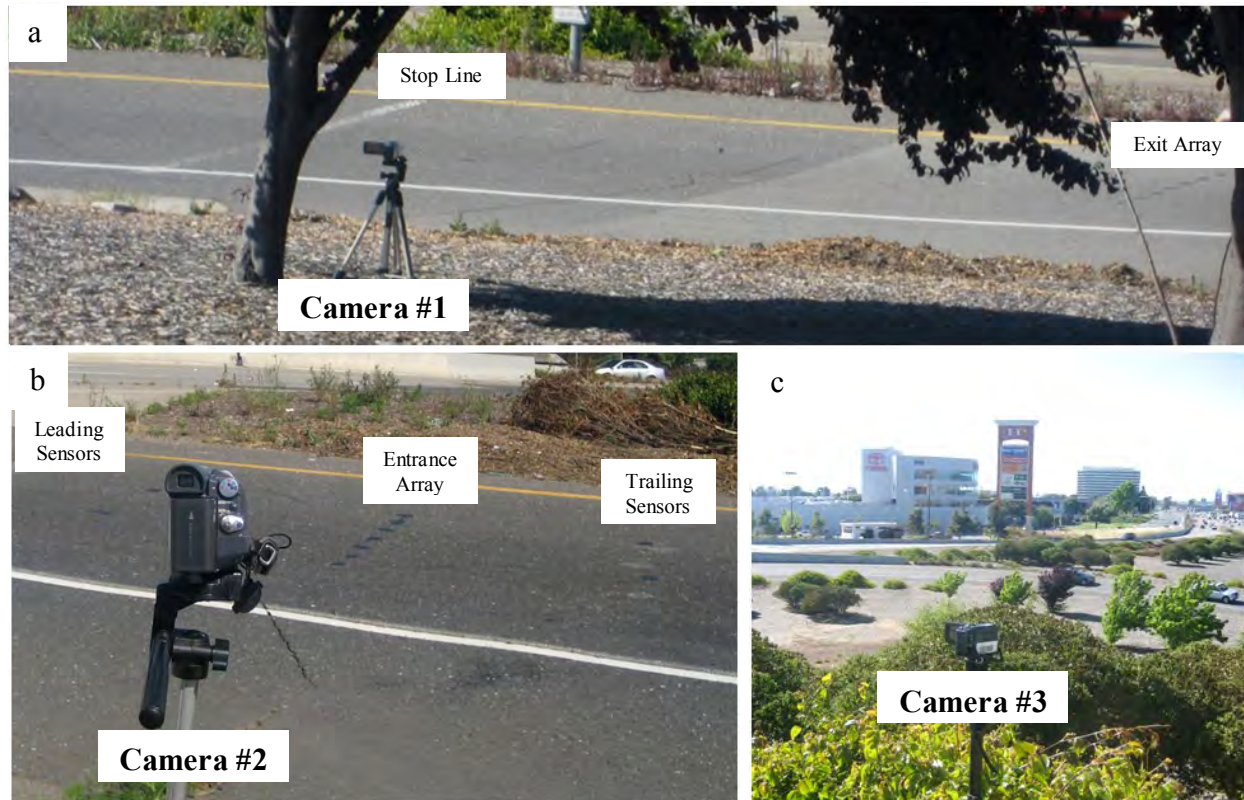 a
Stop Line
Exit Array
Camera #1
b
Leading
Sensors
Entrance
Array
Trailing
Sensors
Camera #2
c
Camera #3